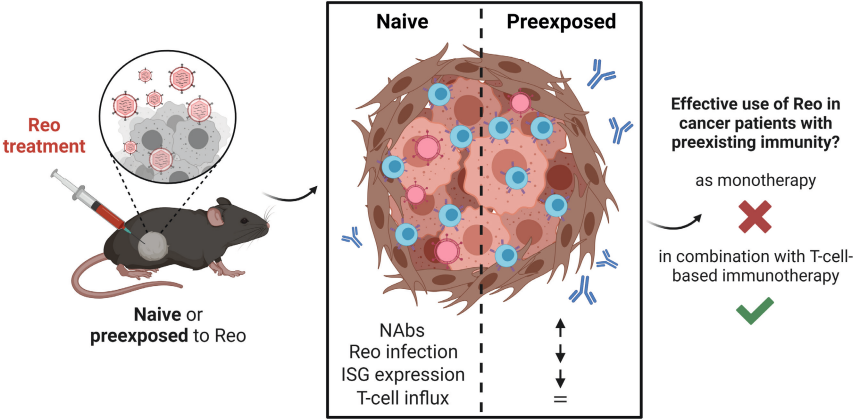 Reo
treatment
Naive or
preexposed to Reo
Naive
Preexposed
NAbs
Reo infection
ISG expression
T-cell influx
=
Effective use of Reo in
cancer patients with
preexisting immunity?
as monotherapy
in combination with T-cell-
based immunotherapy